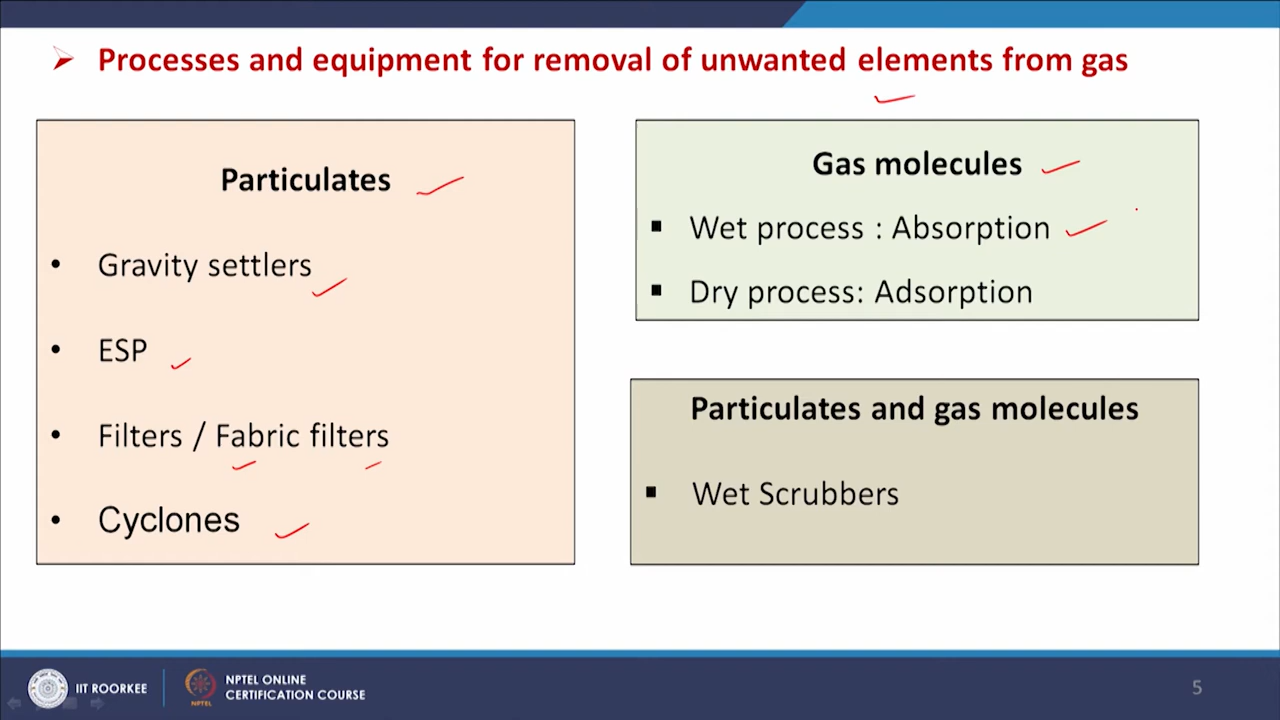 Processes and equipment for removal of unwanted elements from gas
Particulates
Gravity settlers
ESP
Filters / Fabric filters
Cyclones
Gas molecules
Wet process : Absorption
Dry process: Adsorption
Particulates and gas molecules
Wet Scrubbers
IIT ROORKEE
NPTEL
NPTEL ONLINE
CERTIFICATION COURSE
5